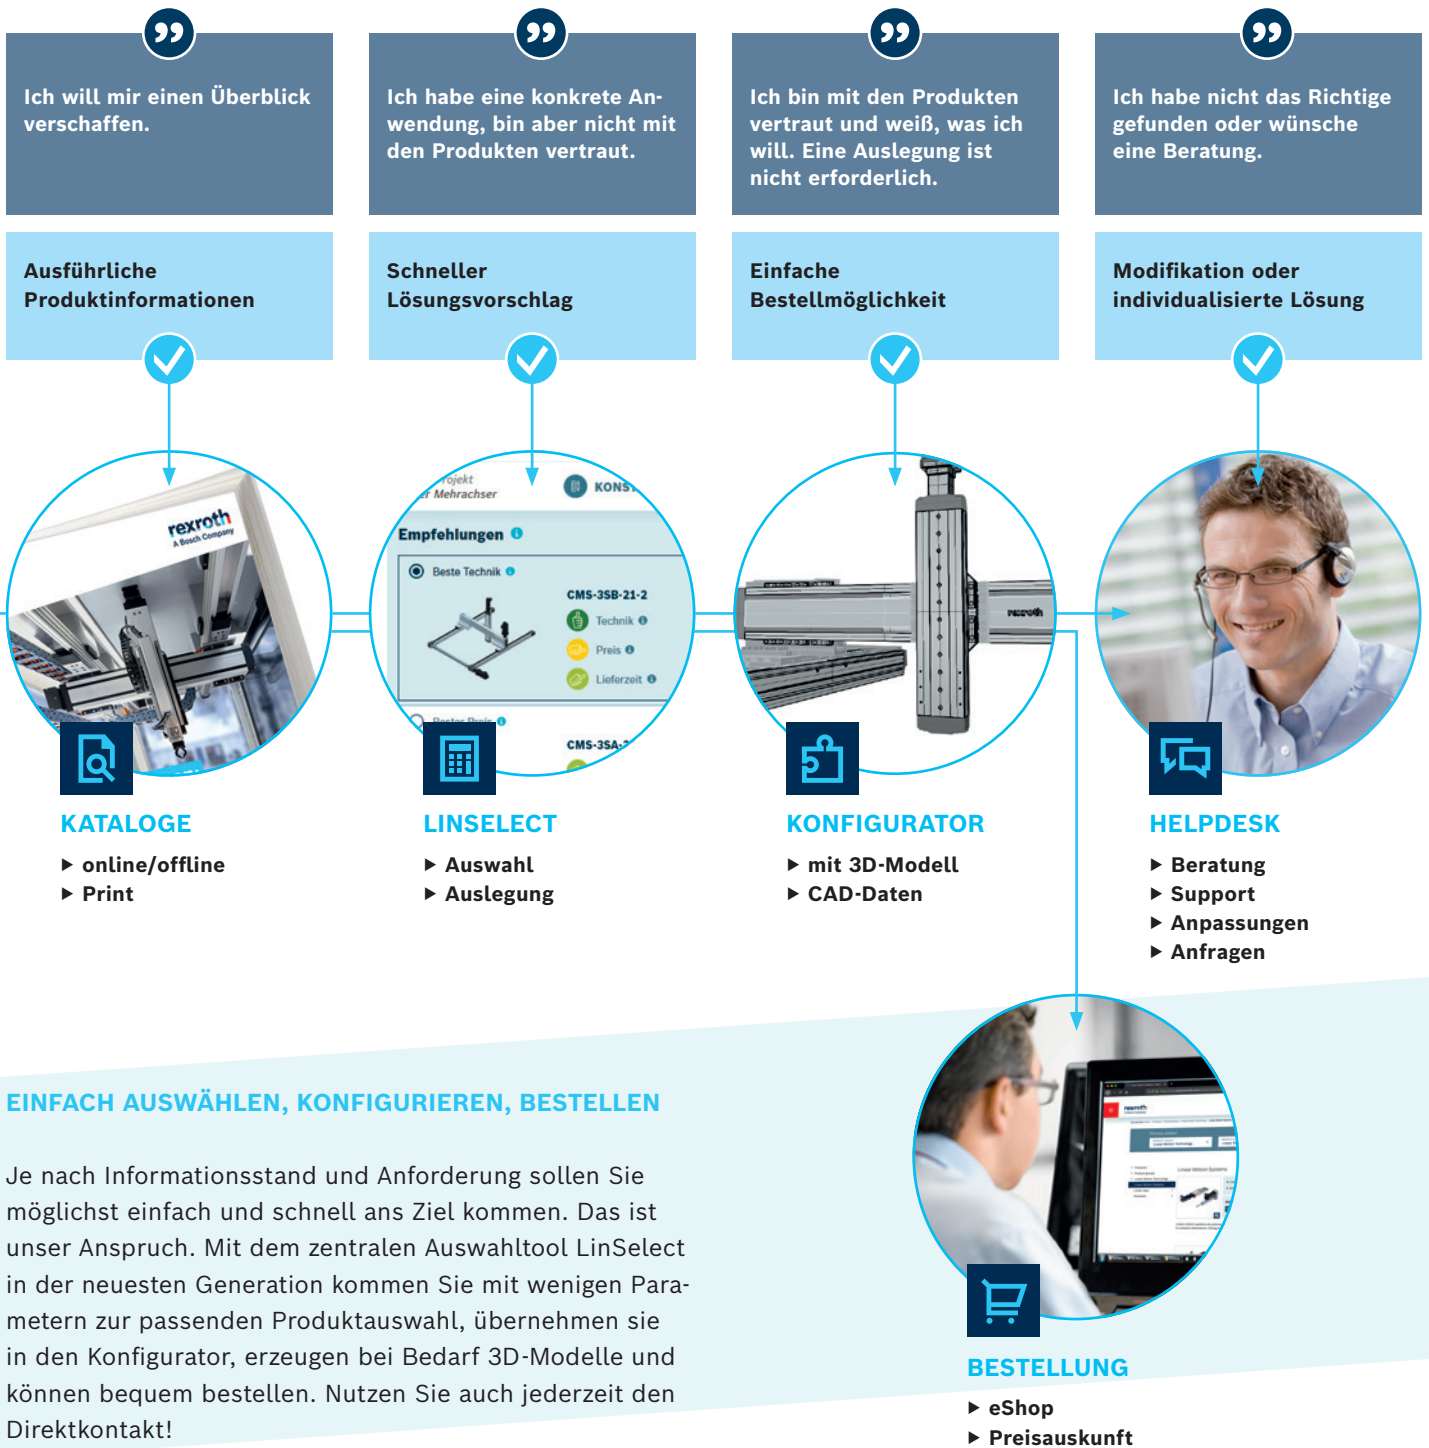 Ich will mir einen Überblick
verschaffen.
Ich habe eine konkrete An-
wendung, bin aber nicht mit
den Produkten vertraut.
Ich bin mit den Produkten
vertraut und weiß, was ich
will. Eine Auslegung ist
nicht erforderlich.
Ich habe nicht das Richtige
gefunden oder wünsche
eine Beratung.
Ausführliche
Produktinformationen
Schneller
Lösungsvorschlag
Einfache
Bestellmöglichkeit
Modifikation oder
individualisierte Lösung
rexroth
A Bosch Company
Mehrachser
Empfehlungen
Beste Technik
CMS-3SB-21-2
Technik
Preis
Lieferzeit
Bester Preis
rexroth
KATALOGE
▶ online/offline
▶ Print
LINSELECT
▶ Auswahl
▶ Auslegung
KONFIGURATOR
▶ mit 3D-Modell
▶ CAD-Daten
HELPDESK
▶ Beratung
▶ Support
▶ Anpassungen
▶ Anfragen
EINFACH AUSWÄHLEN, KONFIGURIEREN, BESTELLEN
Je nach Informationsstand und Anforderung sollen Sie
möglichst einfach und schnell ans Ziel kommen. Das ist
unser Anspruch. Mit dem zentralen Auswahltool LinSelect
in der neuesten Generation kommen Sie mit wenigen Para-
metern zur passenden Produktauswahl, übernehmen sie
in den Konfigurator, erzeugen bei Bedarf 3D-Modelle und
können bequem bestellen. Nutzen Sie auch jederzeit den
Direktkontakt!
rexroth
Linear Motion Systems
BESTELLUNG
▶ eShop
▶ Preisauskunft